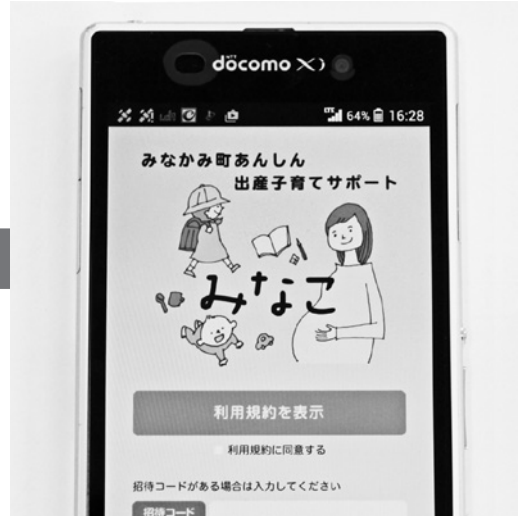 NTT
döcomo Xi
LTE 64% 16:28
みなかみ町あんしん
出産子育てサポート
みなこ
利用規約を表示
利用規約に同意する
招待コードがある場合は入力してください
招待コード